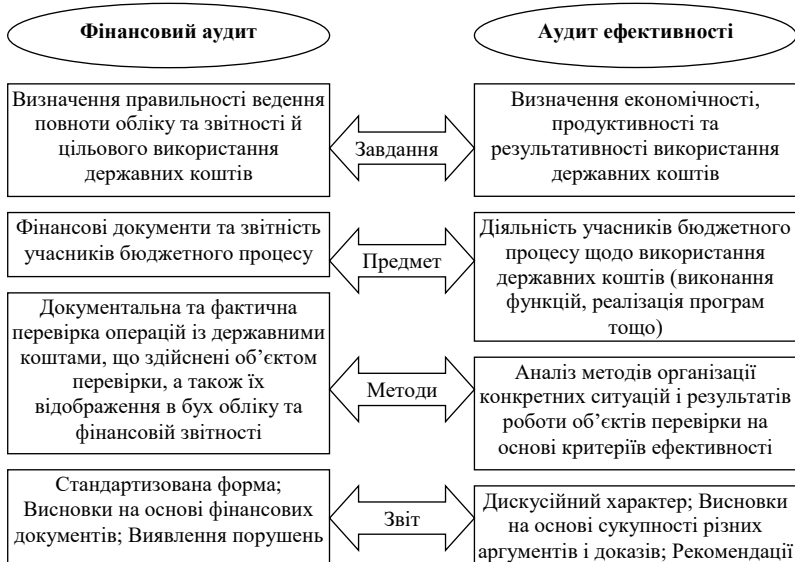 Фінансовий аудит
Аудит ефективності
Визначення правильності ведення
повноти обліку та звітності й
цільового використання
державних коштів
Завдання
Визначення економічності,
продуктивності та
результативності використання
державних коштів
Фінансові документи та звітність
учасників бюджетного процесу
Предмет
Діяльність учасників бюджетного
процесу щодо використання
державних коштів (виконання
функцій, реалізація програм
тощо)
Документальна та фактична
перевірка операцій із державними
коштами, що здійснені об’єктом
перевірки, а також їх
відображення в бух обліку та
фінансовій звітності
Методи
Аналіз методів організації
конкретних ситуацій і результатів
роботи об’єктів перевірки на
основі критеріїв ефективності
Стандартизована форма;
Висновки на основі фінансових
документів; Виявлення порушень
Звіт
Дискусійний характер; Висновки
на основі сукупності різних
аргументів і доказів; Рекомендації